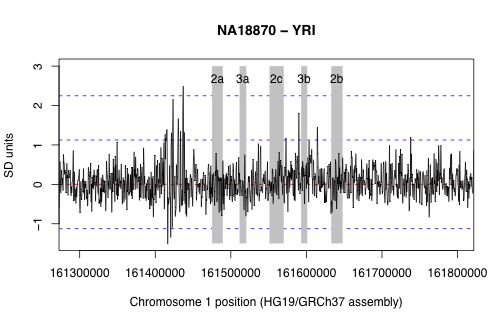 NA18870 − YRI
2a 3a 2c 3b 2b
SD units
3
2
1
0
−1
161300000 161400000 161500000 161600000 161700000 161800000
Chromosome 1 position (HG19/GRCh37 assembly)